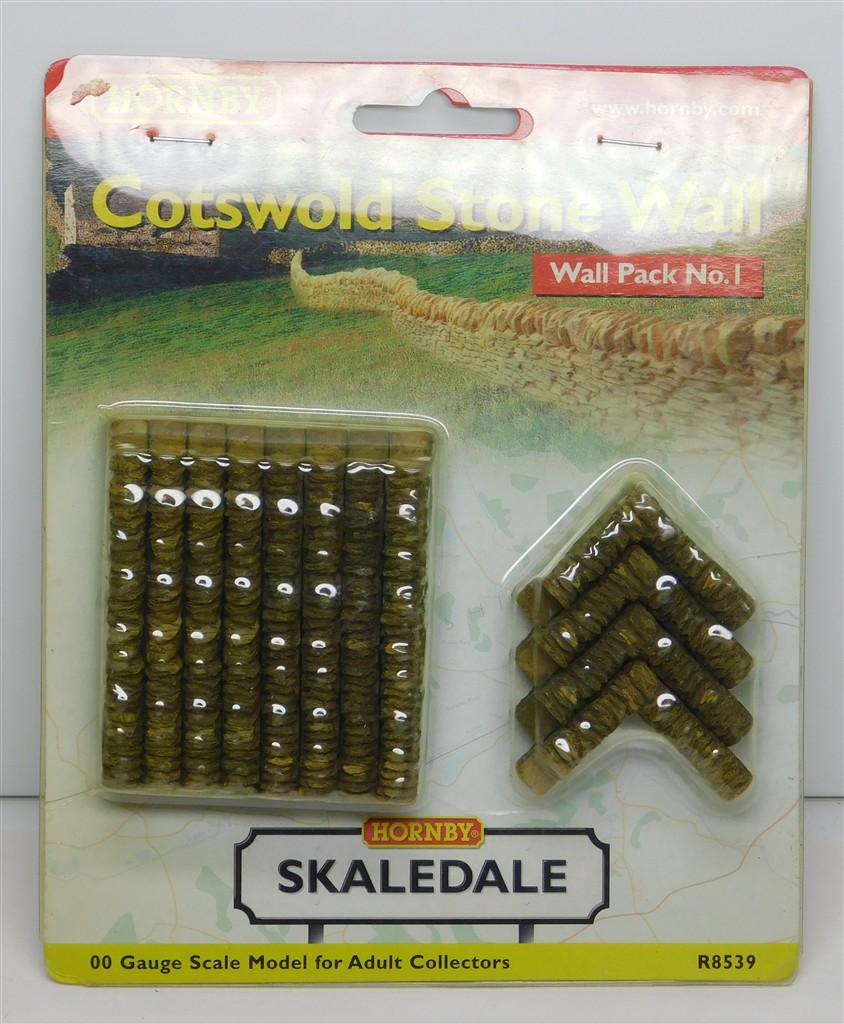 HORNBY
www.hornby.com
Cotswold Stone Wall
Wall Pack No.1
HORNBY®
SKALEDALE
00 Gauge Scale Model for Adult Collectors
R8539